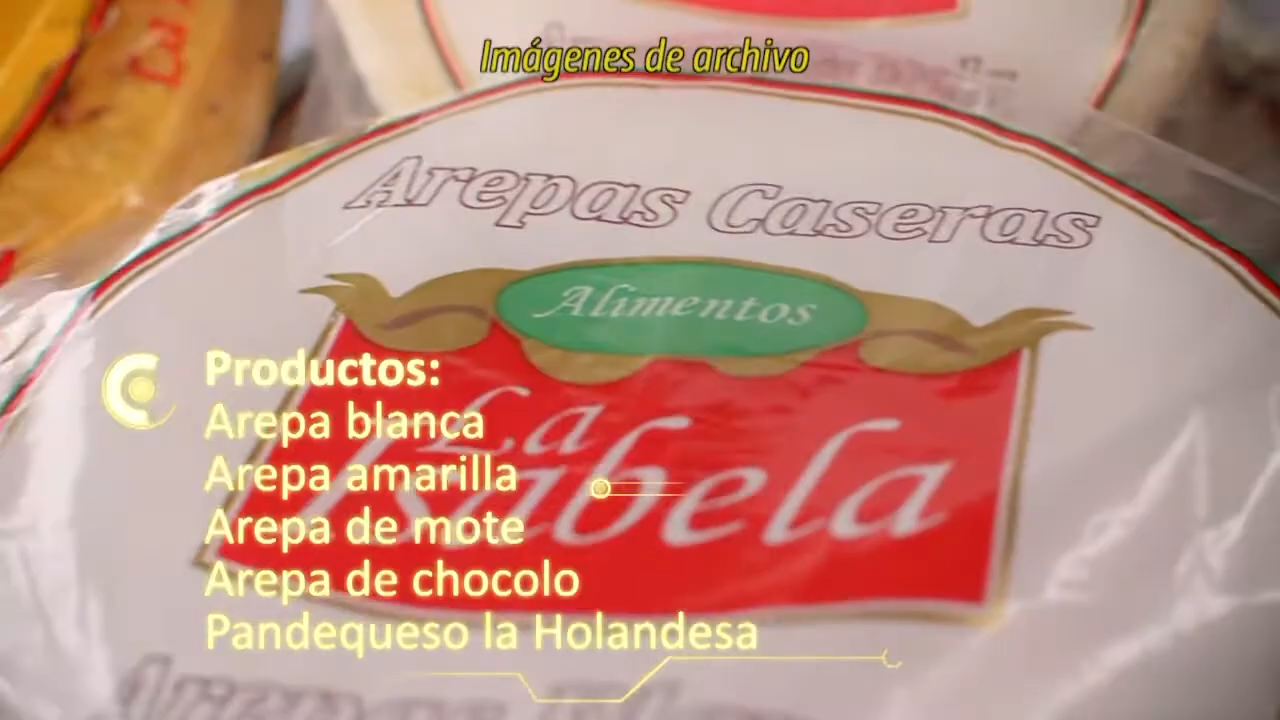 Imágenes de archivo
Arepas Caseras
Alimentos
La
Isabela
Productos:
Arepa blanca
Arepa amarilla
Arepa de mote
Arepa de chocolo
Pandequeso la Holandesa
Arepas